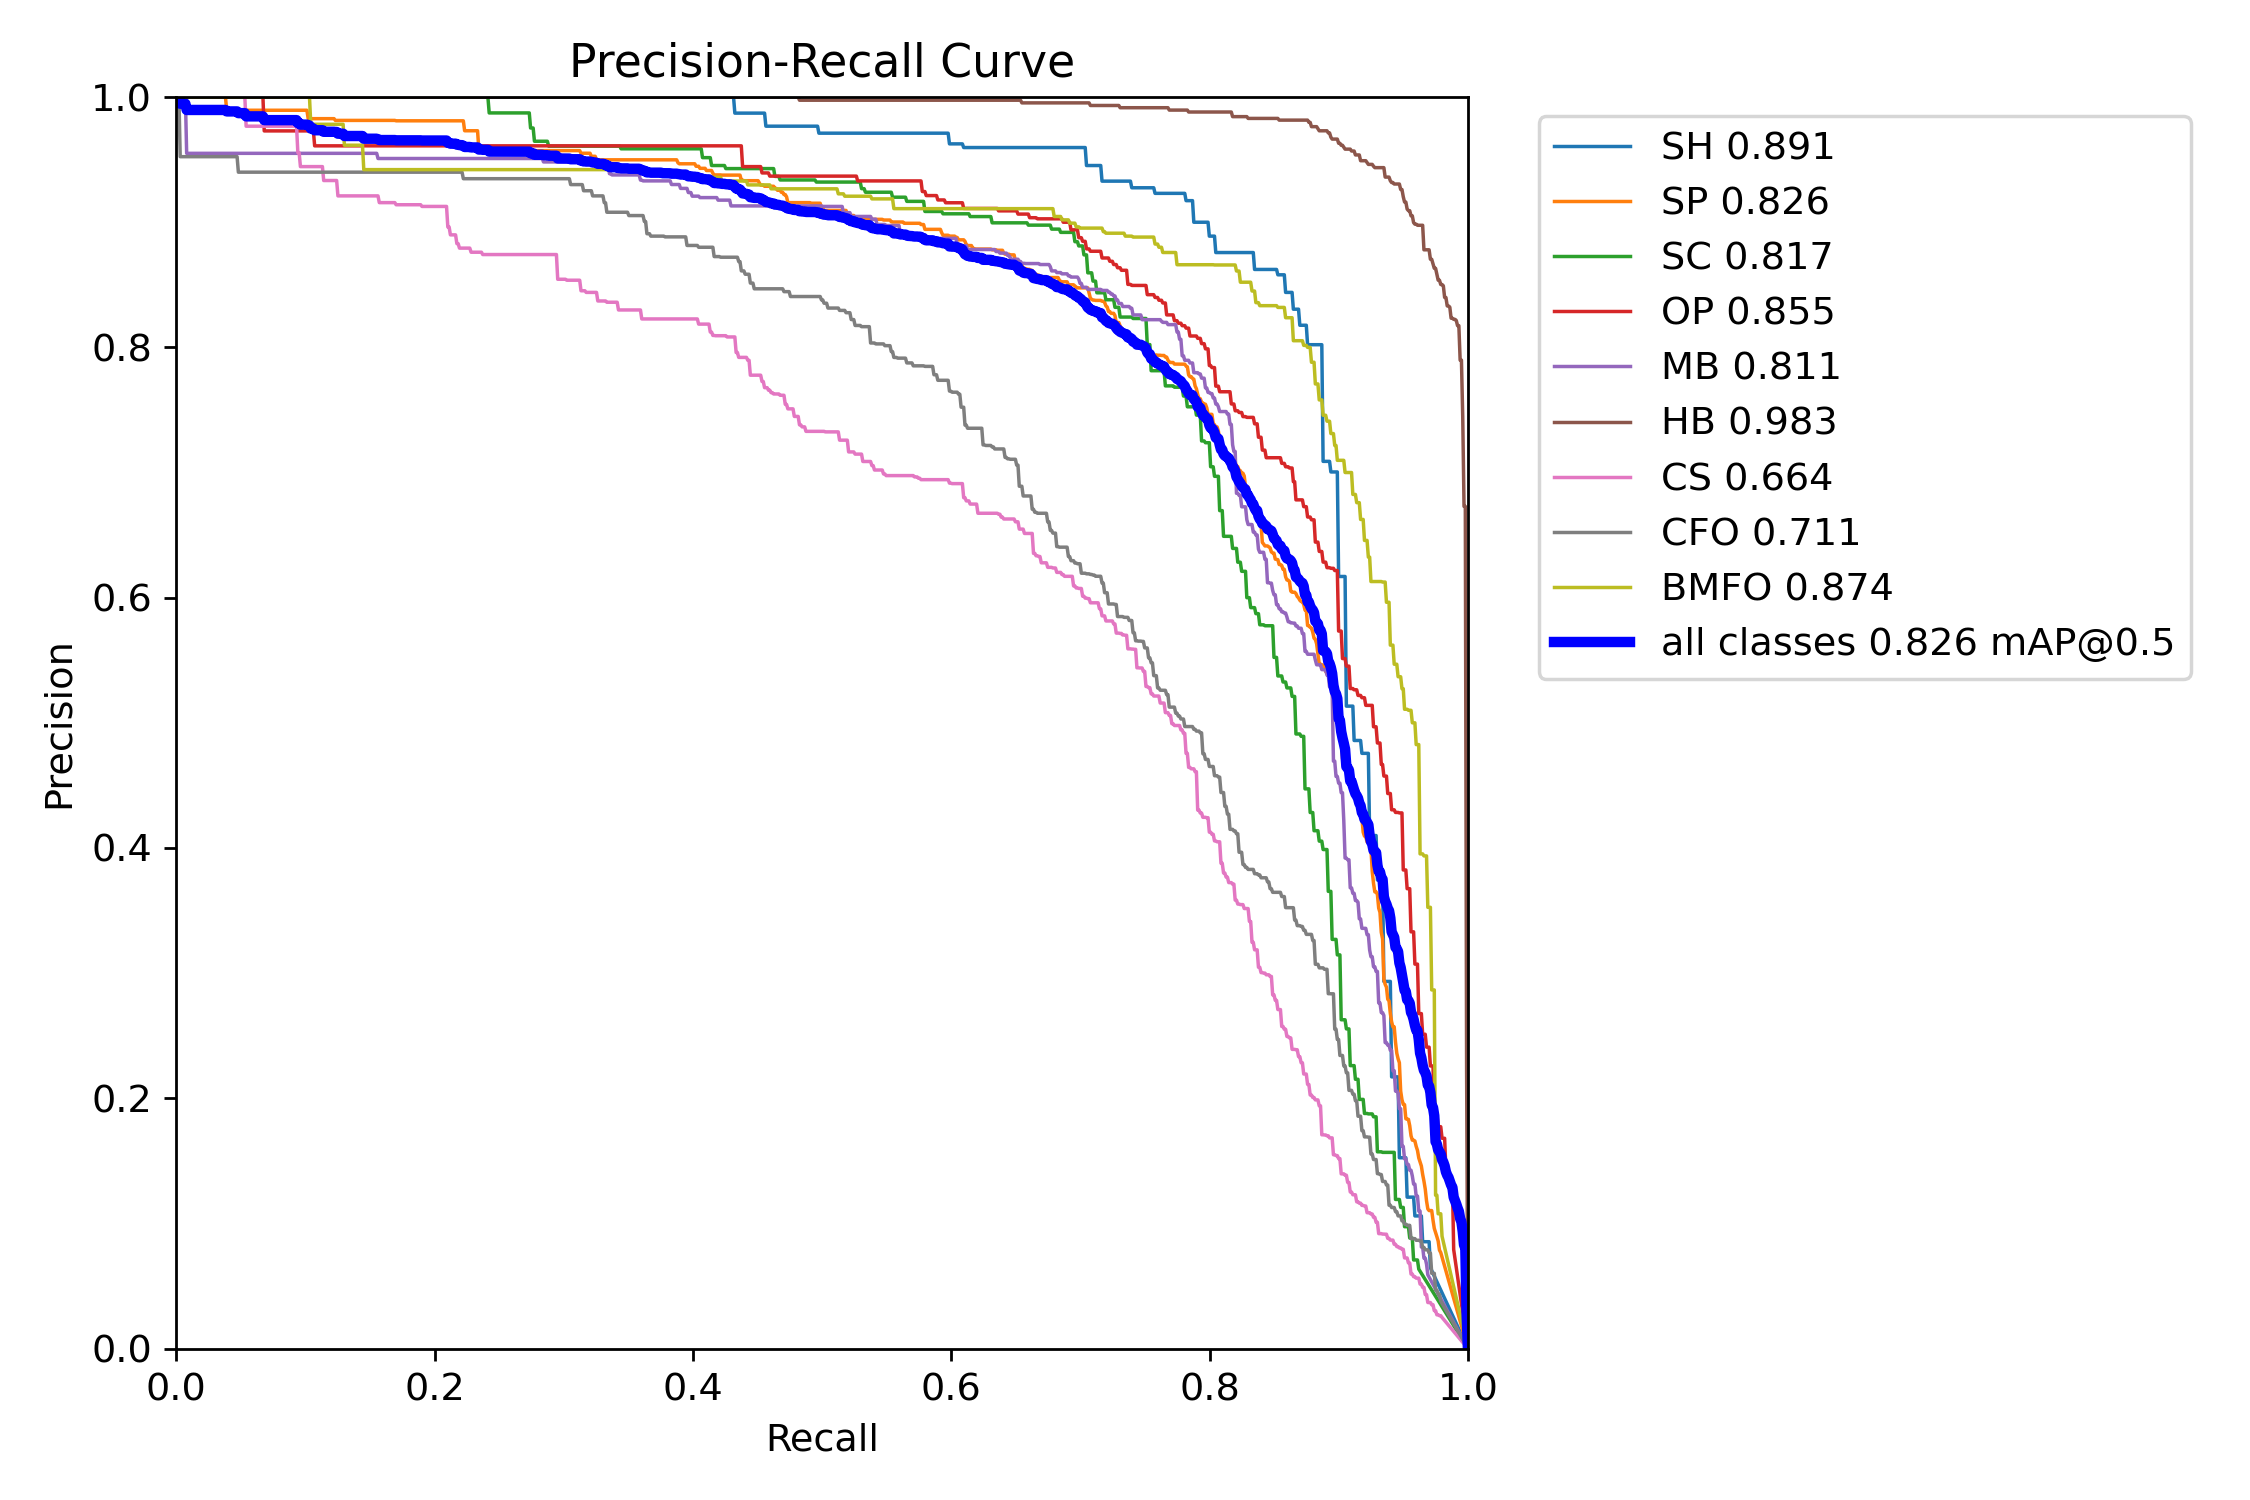 Precision-Recall Curve
1.0
0.8
0.6
0.4
0.2
0.0
Precision
0.0 0.2 0.4 0.6 0.8 1.0
Recall
SH 0.891
SP 0.826
SC 0.817
OP 0.855
MB 0.811
HB 0.983
CS 0.664
CFO 0.711
BMFO 0.874
all classes 0.826 mAP@0.5